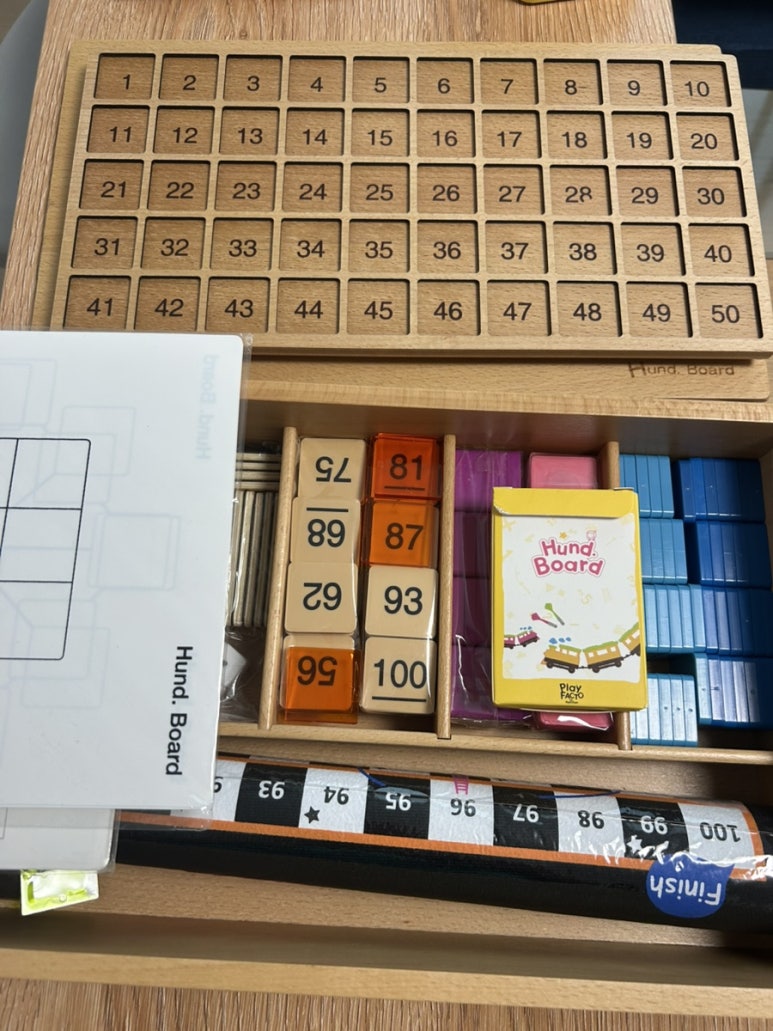 1 2 3 4 5 6 7 8 9 10
11 12 13 14 15 16 17 18 19 20
21 22 23 24 25 26 27 28 29 30
31 32 33 34 35 36 37 38 39 40
41 42 43 44 45 46 47 48 49 50
Hund. Board
Hund. Board
75 81
68 87
62 93
56 100
Hund.
Board
Play
FACTO
Hund. Board
93 94 95 96 97 98 99 100
Finish